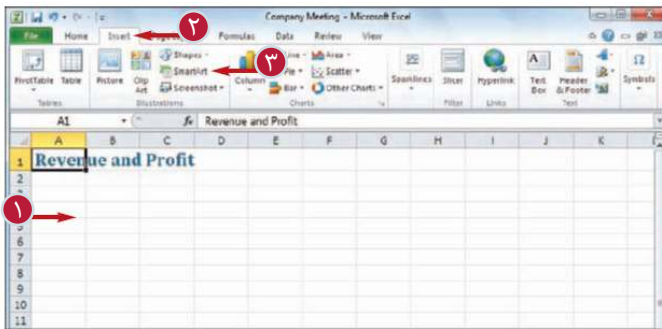 Company Meeting - Microsoft Excel
File Home Insert Formulas Data Review View
PivotTable Table Picture Clip Art Shapes SmartArt Screenshot Column Line Pie Bar Area Scatter Other Charts Sparklines Slicer Hyperlink Text Box Header & Footer Symbols
Tables Illustrations Charts Filter Links Text
A1 fx Revenue and Profit
A B C D E F G H I J K
1 Revenue and Profit
2
6
7
8
9
10
11
٢
٣
١